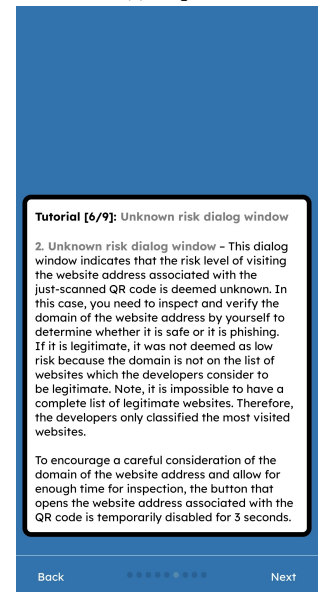 Tutorial [6/9]: Unknown risk dialog window
2. Unknown risk dialog window – This dialog
window indicates that the risk level of visiting
the website address associated with the
just-scanned QR code is deemed unknown. In
this case, you need to inspect and verify the
domain of the website address by yourself to
determine whether it is safe or it is phishing.
If it is legitimate, it was not deemed as low
risk because the domain is not on the list of
websites which the developers consider to
be legitimate. Note, it is impossible to have a
complete list of legitimate websites. Therefore,
the developers only classified the most visited
websites.
To encourage a careful consideration of the
domain of the website address and allow for
enough time for inspection, the button that
opens the website address associated with the
QR code is temporarily disabled for 3 seconds.
Back
Next